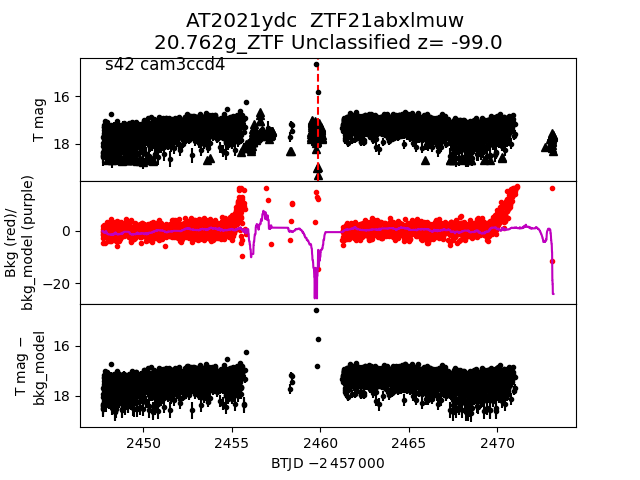 AT2021ydc  ZTF21abxlmuw
20.762g_ZTF Unclassified z= -99.0
s42 cam3ccd4
T mag
16
18
Bkg (red)/
bkg_model (purple)
0
−20
T mag −
bkg_model
16
18
2450 2455 2460 2465 2470
BTJD −2 457 000